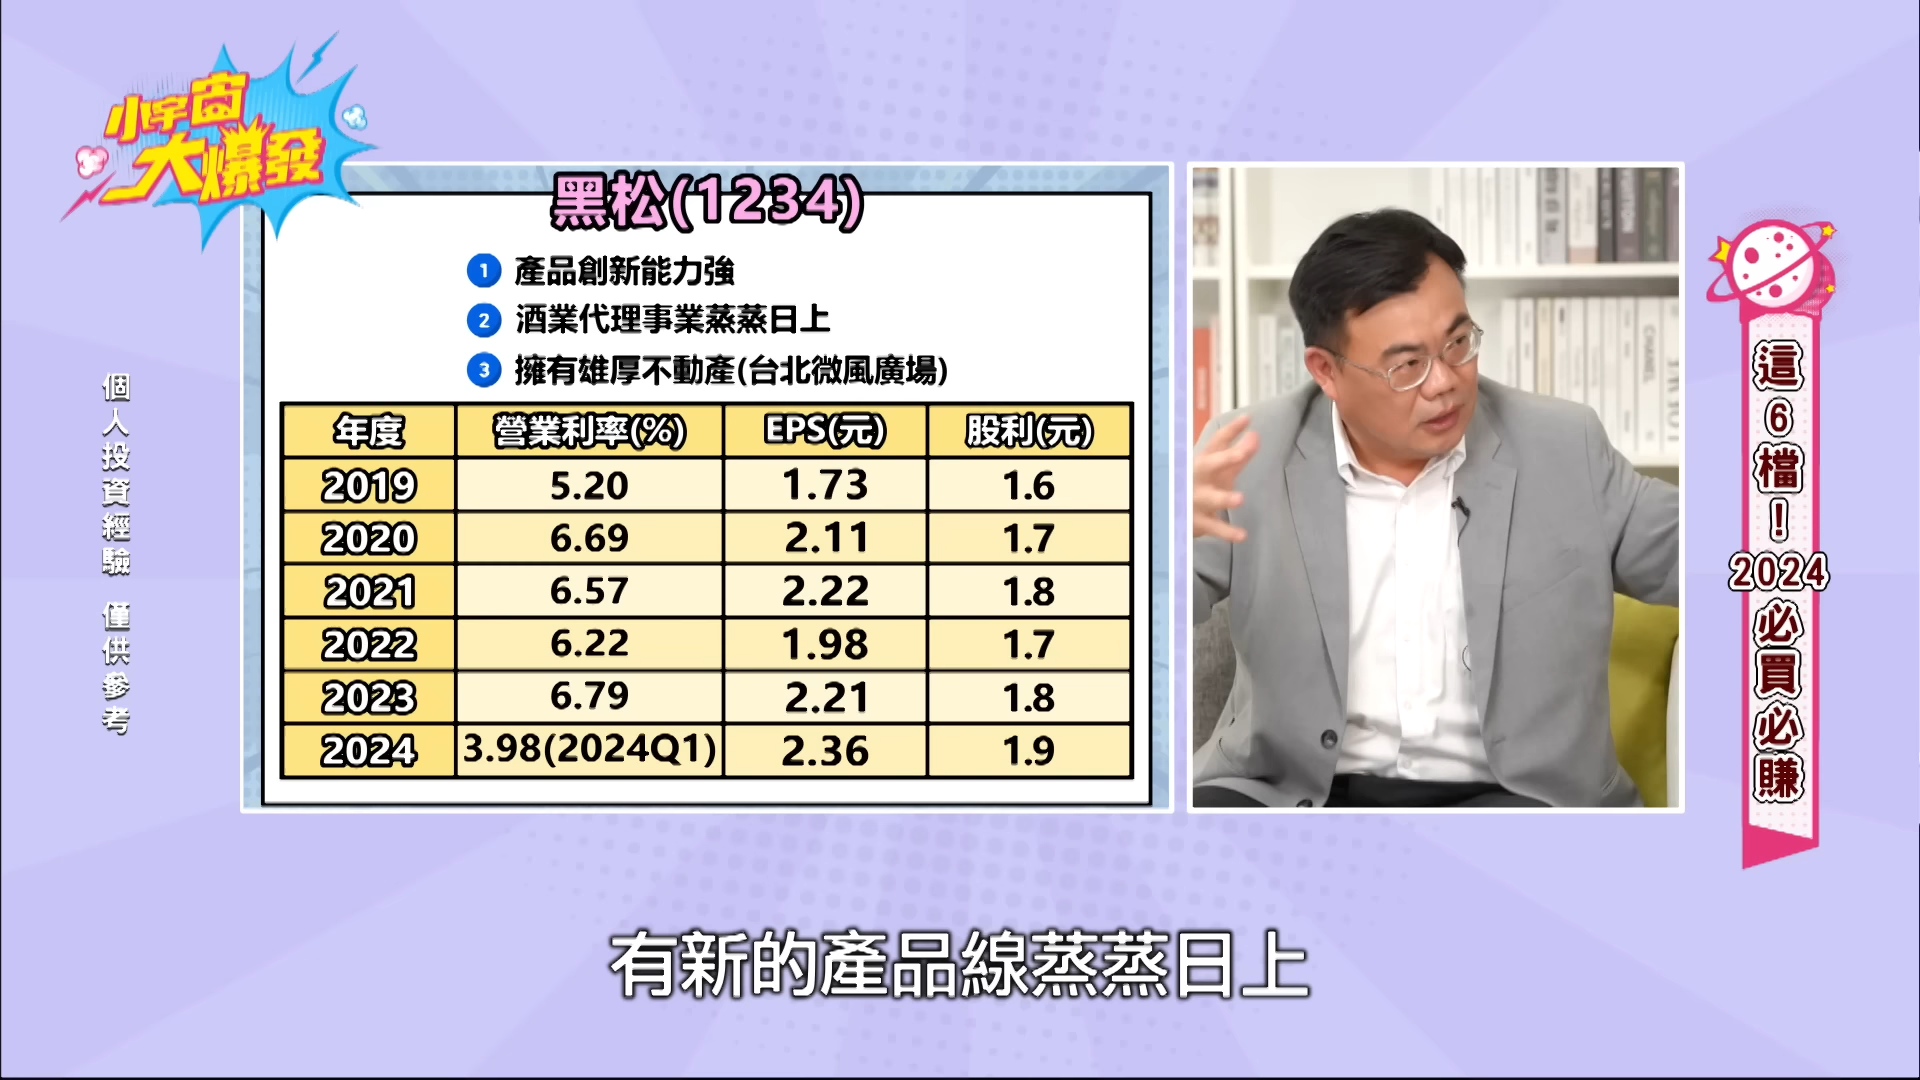 小宇宙
大爆發
黑松(1234)
1 產品創新能力強
2 酒業代理事業蒸蒸日上
3 擁有雄厚不動產(台北微風廣場)
年度 營業利率(%) EPS(元) 股利(元)
2019 5.20 1.73 1.6
2020 6.69 2.11 1.7
2021 6.57 2.22 1.8
2022 6.22 1.98 1.7
2023 6.79 2.21 1.8
2024 3.98(2024Q1) 2.36 1.9
個人投資經驗 僅供參考
這6檔!2024必買必賺
有新的產品線蒸蒸日上